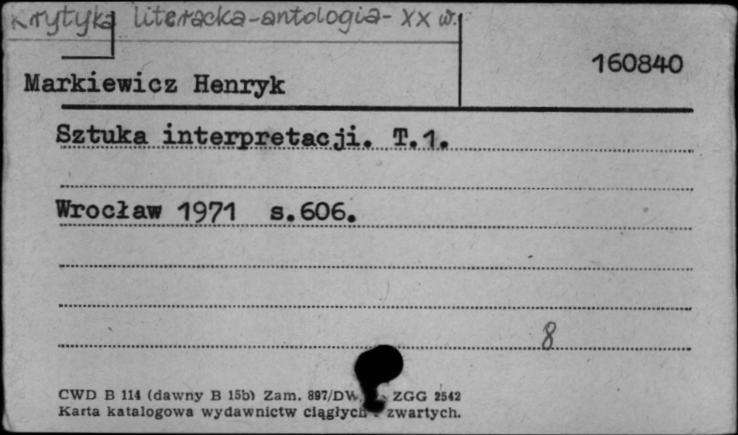 Krytyka literacka-antologia-XX w.
160840
Markiewicz Henryk
Sztuka interpretacji. T.1.
Wrocław 1971 s.606.
8
CWD B 114 (dawny B 15b) Zam. 897/DW ZGG 2542
Karta katalogowa wydawnictw ciągłych zwartych.